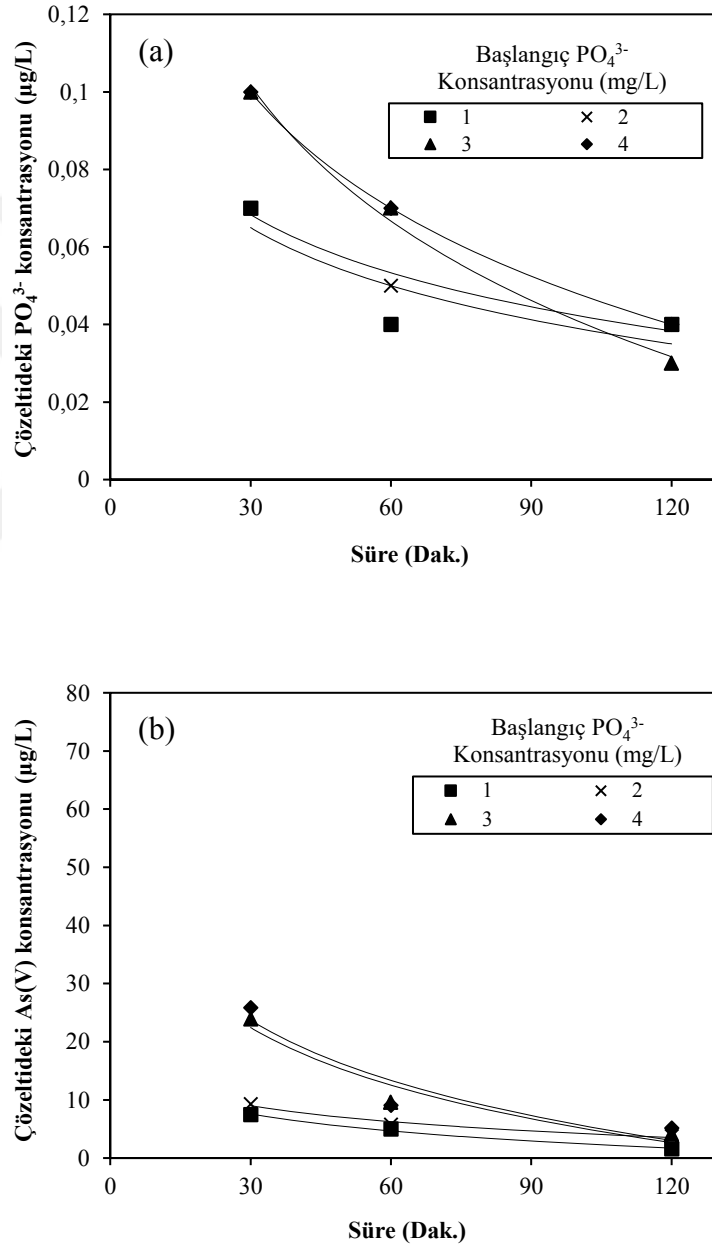 (a)
Başlangıç PO₄³⁻
Konsantrasyonu (mg/L)
1 2
3 4
Çözeltideki PO₄³⁻ konsantrasyonu (µg/L)
0,12
0,1
0,08
0,06
0,04
0,02
0
0 30 60 90 120
Süre (Dak.)
(b)
Başlangıç PO₄³⁻
Konsantrasyonu (mg/L)
1 2
3 4
Çözeltideki As(V) konsantrasyonu (µg/L)
80
70
60
50
40
30
20
10
0
0 30 60 90 120
Süre (Dak.)